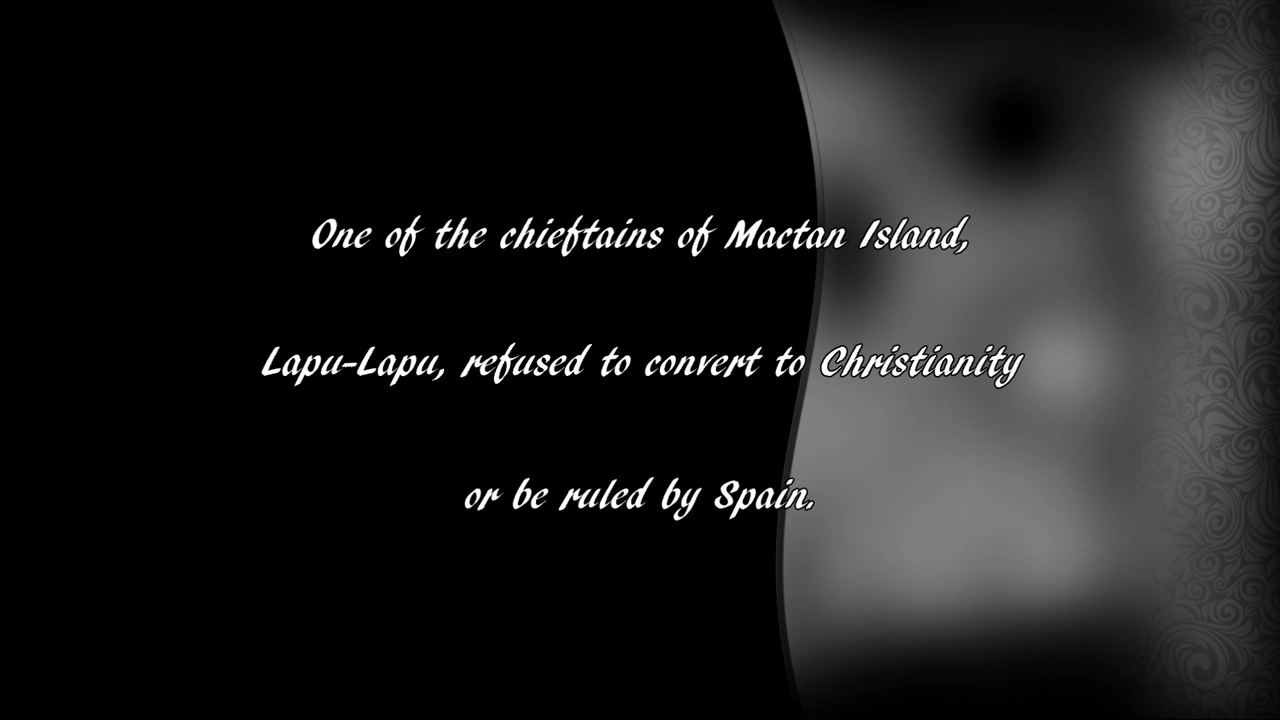 One of the chieftains of Mactan Island,
Lapu-Lapu, refused to convert to Christianity
or be ruled by Spain.